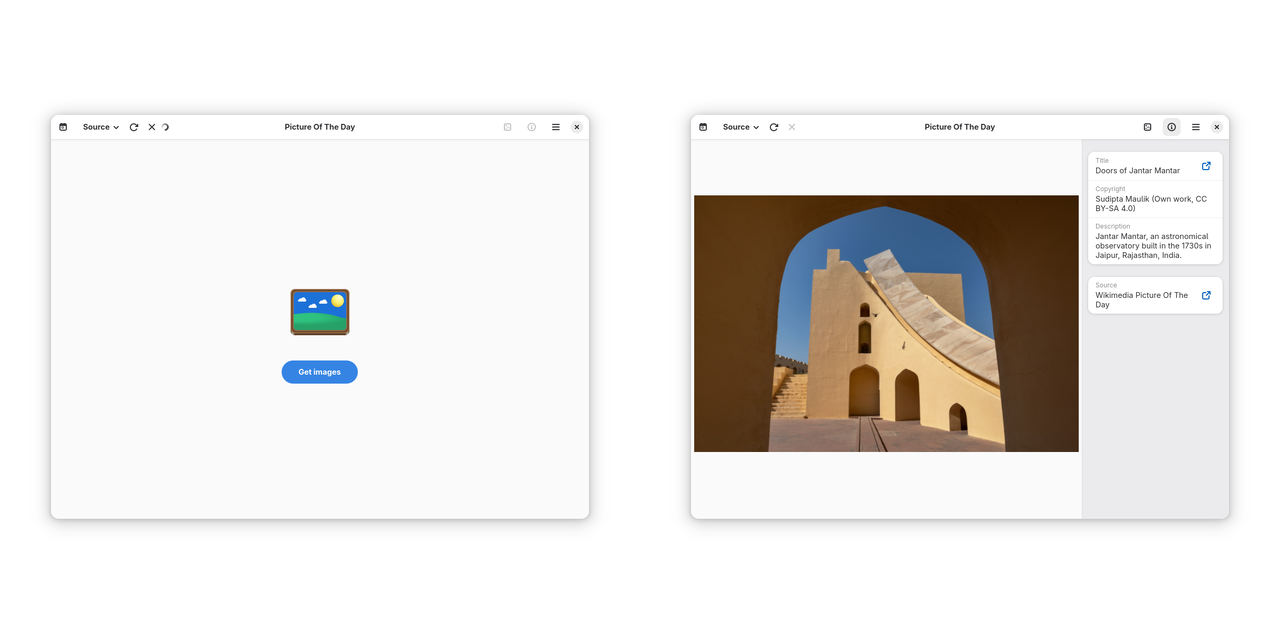 Source
Picture Of The Day
Get images
Source
Picture Of The Day
Title
Doors of Jantar Mantar
Copyright
Sudipta Maulik (Own work, CC
BY-SA 4.0)
Description
Jantar Mantar, an astronomical
observatory built in the 1730s in
Jaipur, Rajasthan, India.
Source
Wikimedia Picture Of The
Day